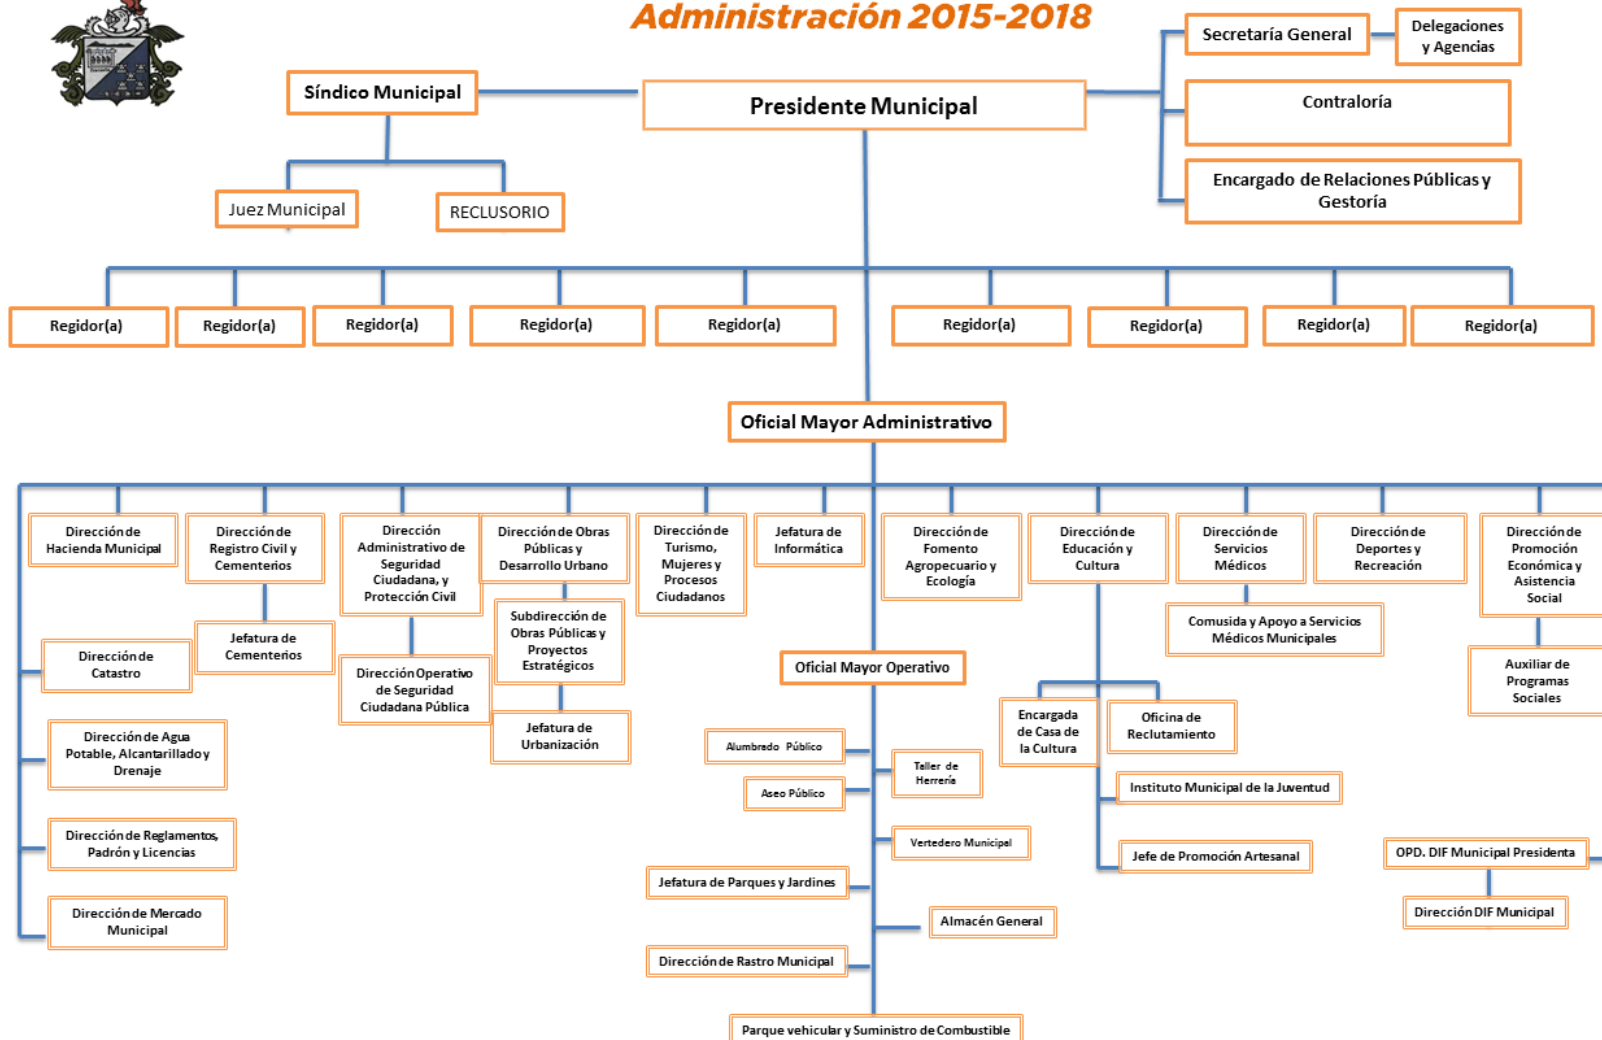 Administración 2015-2018
Secretaría General
Delegaciones
y Agencias
Síndico Municipal
Presidente Municipal
Contraloría
Encargado de Relaciones Públicas y
Gestoría
Juez Municipal
RECLUSORIO
Regidor(a)
Regidor(a)
Regidor(a)
Regidor(a)
Regidor(a)
Regidor(a)
Regidor(a)
Regidor(a)
Regidor(a)
Oficial Mayor Administrativo
Dirección de
Hacienda Municipal
Dirección de
Registro Civil y
Cementerios
Dirección
Administrativo de
Seguridad
Ciudadana, y
Protección Civil
Dirección de Obras
Públicas y
Desarrollo Urbano
Dirección de
Turismo,
Mujeres y
Procesos
Ciudadanos
Jefatura de
Informática
Dirección de
Fomento
Agropecuario y
Ecología
Dirección de
Educación y
Cultura
Dirección de
Servicios
Médicos
Dirección de
Deportes y
Recreación
Dirección de
Promoción
Económica y
Asistencia
Social
Jefatura de
Cementerios
Subdirección de
Obras Públicas y
Proyectos
Estratégicos
Comusida y Apoyo a Servicios
Médicos Municipales
Dirección de
Catastro
Dirección Operativo
de Seguridad
Ciudadana Pública
Oficial Mayor Operativo
Auxiliar de
Programas
Sociales
Jefatura de
Urbanización
Encargada
de Casa de
la Cultura
Oficina de
Reclutamiento
Dirección de Agua
Potable, Alcantarillado y
Drenaje
Alumbrado Público
Taller de
Herrería
Aseo Público
Instituto Municipal de la Juventud
Dirección de Reglamentos,
Padrón y Licencias
Vertedero Municipal
Jefe de Promoción Artesanal
OPD. DIF Municipal Presidenta
Jefatura de Parques y Jardines
Dirección de Mercado
Municipal
Almacén General
Dirección DIF Municipal
Dirección de Rastro Municipal
Parque vehicular y Suministro de Combustible